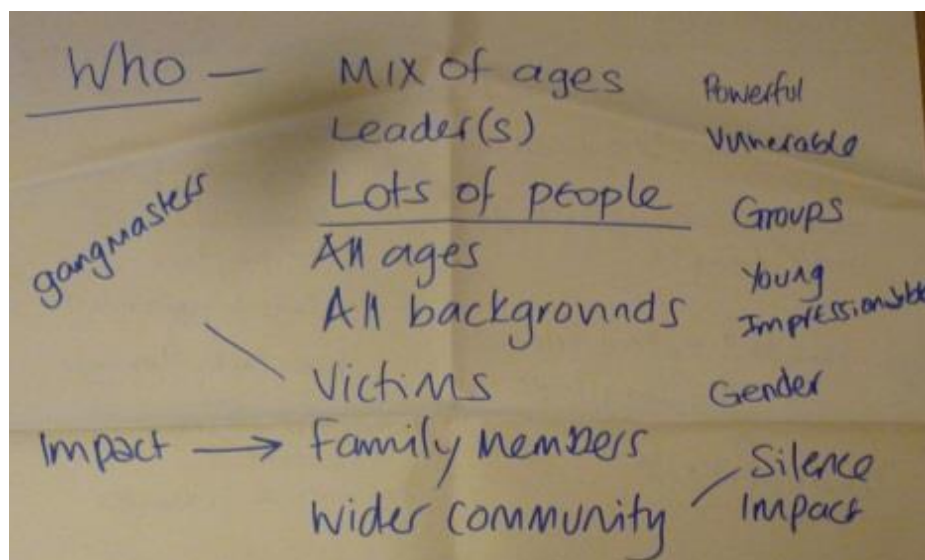 Who — Mix of ages
Leader(s)
Lots of people
All ages
All backgrounds
gangmasters
Victims
Impact → Family Members
Wider community
Powerful
Vunerable
Groups
Young
Impressionable
Gender
Silence
Impact